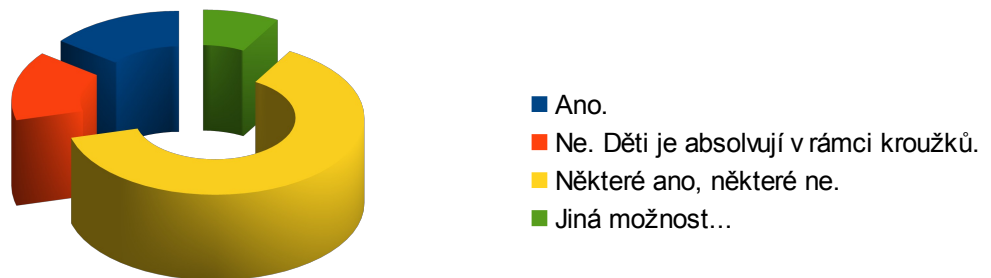 Ano.
Ne. Děti je absolvují v rámci kroužků.
Některé ano, některé ne.
Jiná možnost...